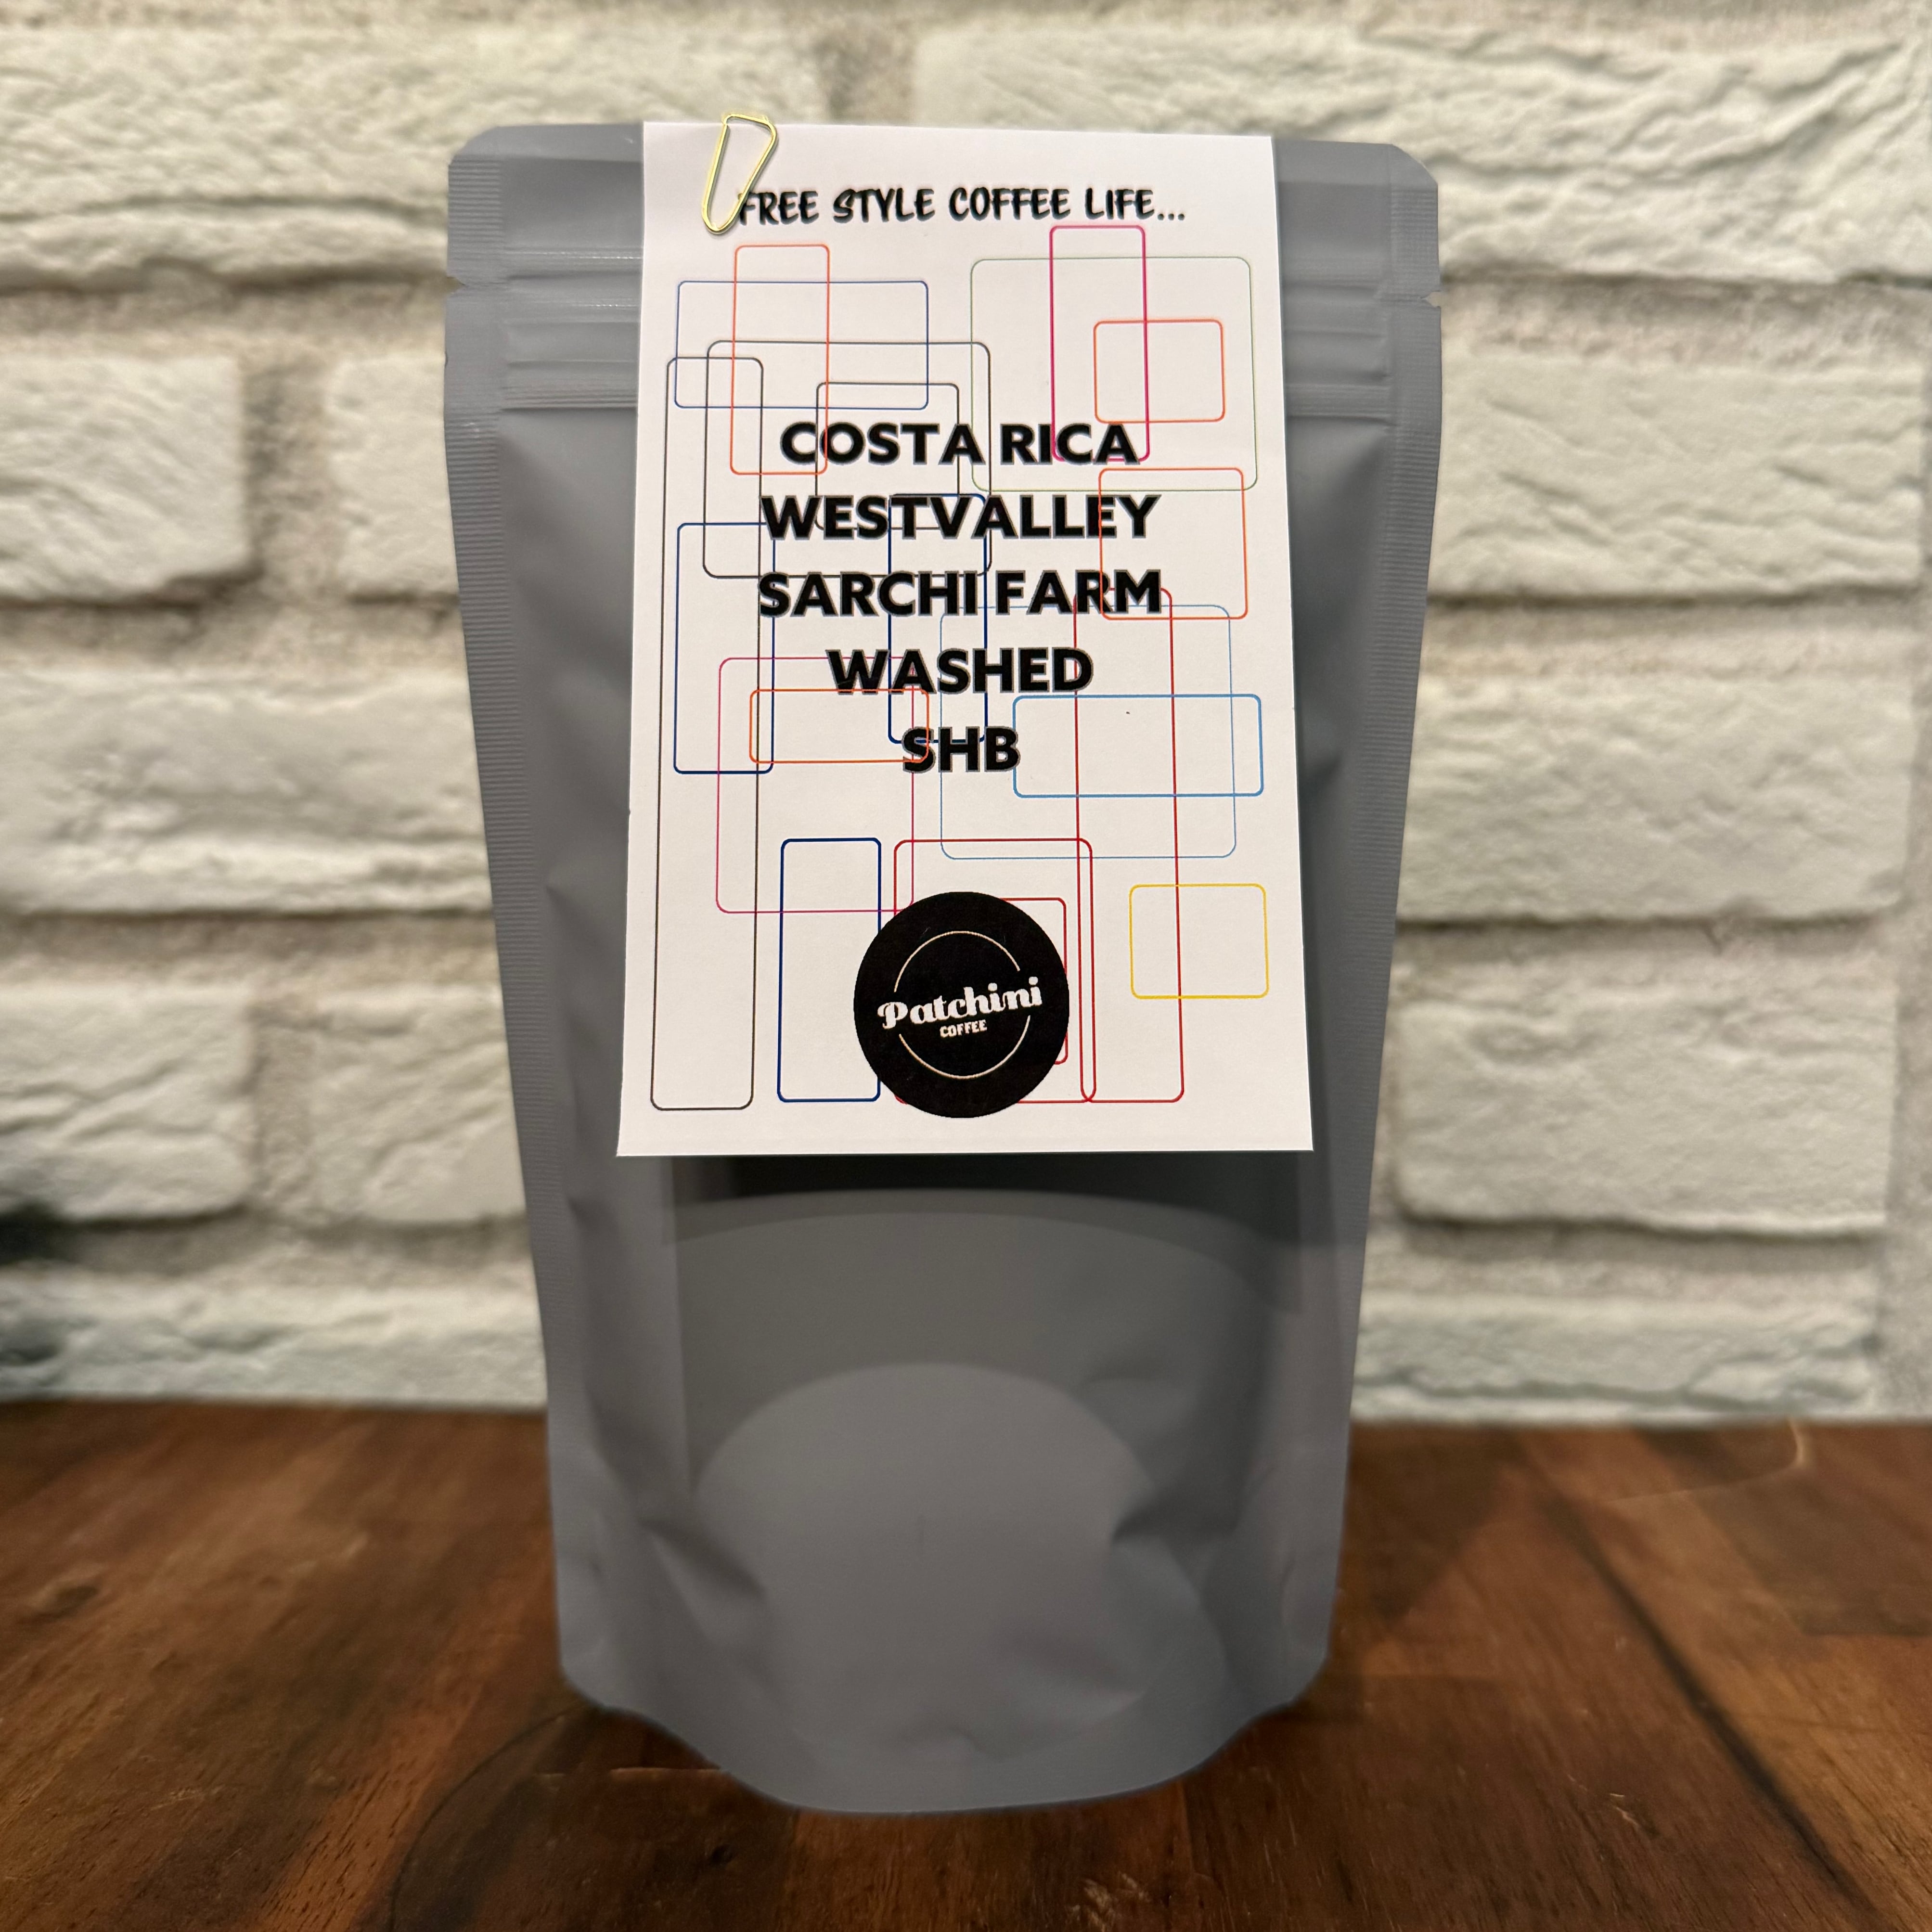 FREE STYLE COFFEE LIFE...
COSTA RICA
WESTVALLEY
SARCHI FARM
WASHED
SHB
Patchini
COFFEE